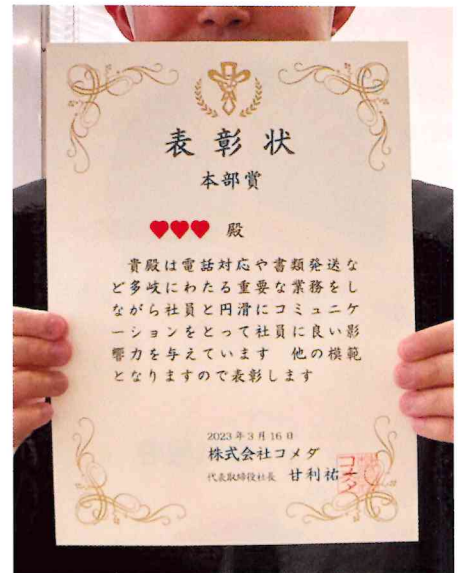 表彰状
本部賞
♥♥♥ 殿
貴殿は電話対応や書類発送な
ど多岐にわたる重要な業務をし
ながら社員と円滑にコミュニケ
ーションをとって社員に良い影
響力を与えています 他の模範
となりますので表彰します
2023年3月16日
株式会社コメダ
代表取締役社長 甘利祐一
コメダ